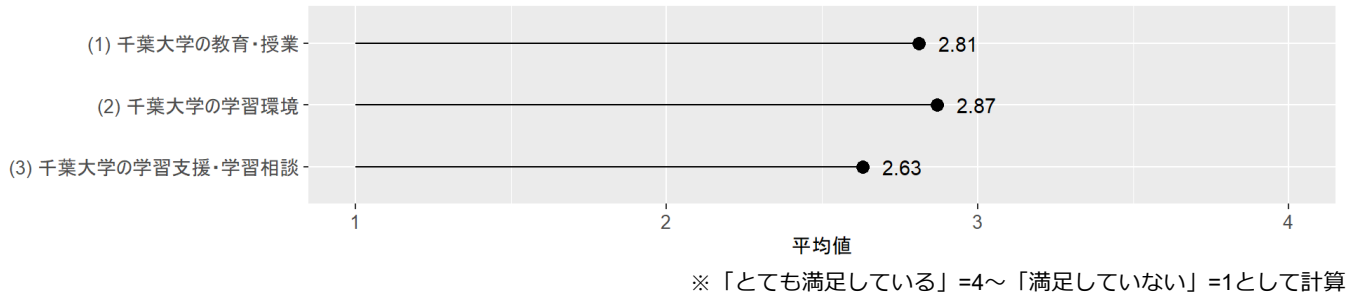 (1) 千葉大学の教育・授業 2.81
(2) 千葉大学の学習環境 2.87
(3) 千葉大学の学習支援・学習相談 2.63
1 2 3 4
平均値
※「とても満足している」=4～「満足していない」=1として計算